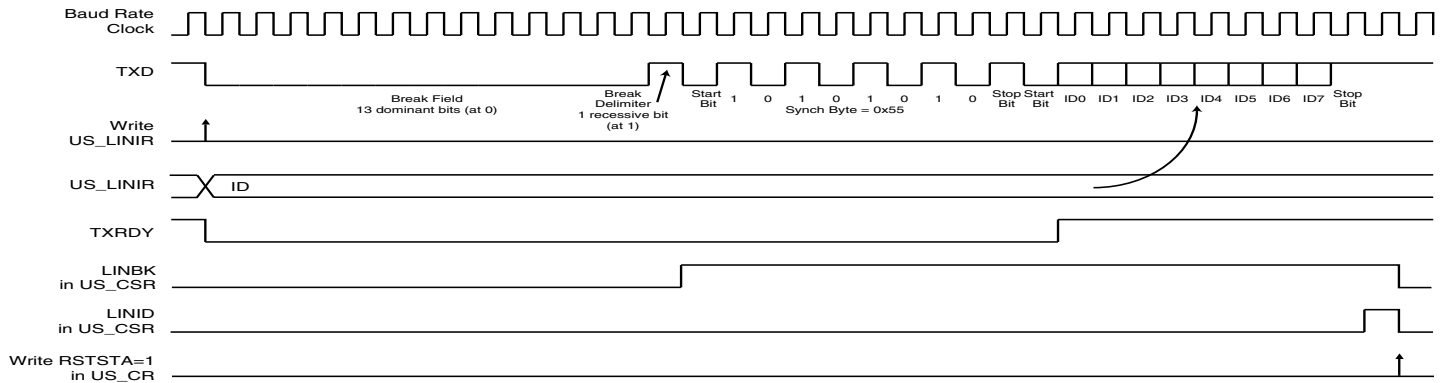 Baud Rate
Clock
TXD
Break Field
13 dominant bits (at 0)
Break
Delimiter
1 recessive bit
(at 1)
Start
Bit
1 0 1 0 1 0 1 0
Synch Byte = 0x55
Stop
Bit
Start
Bit
ID0 ID1 ID2 ID3 ID4 ID5 ID6 ID7
Stop
Bit
Write
US_LINIR
US_LINIR
ID
TXRDY
LINBK
in US_CSR
LINID
in US_CSR
Write RSTSTA=1
in US_CR